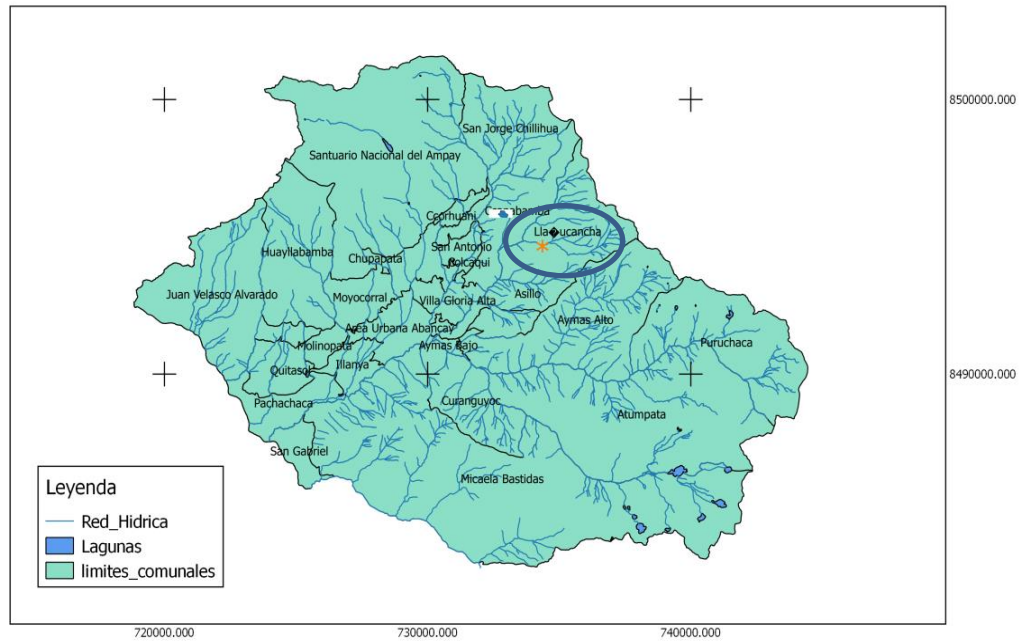 8500000.000
San Jorge Chillihua
Santuario Nacional del Ampay
Ccorhuani
Lla�ucancha
San Antonio
Huayllabamba
Chupapata
Juan Velasco Alvarado
Moyocorral
Villa Gloria Alta
Asillo
Aymas Alto
Area Urbana Abancay
Puruchaca
Molinopata
Aymas Bajo
Illanya
Quitasol
8490000.000
Pachachaca
Curanguyoc
Atumpata
San Gabriel
Micaela Bastidas
Leyenda
Red_Hidrica
Lagunas
limites_comunales
720000.000 730000.000 740000.000